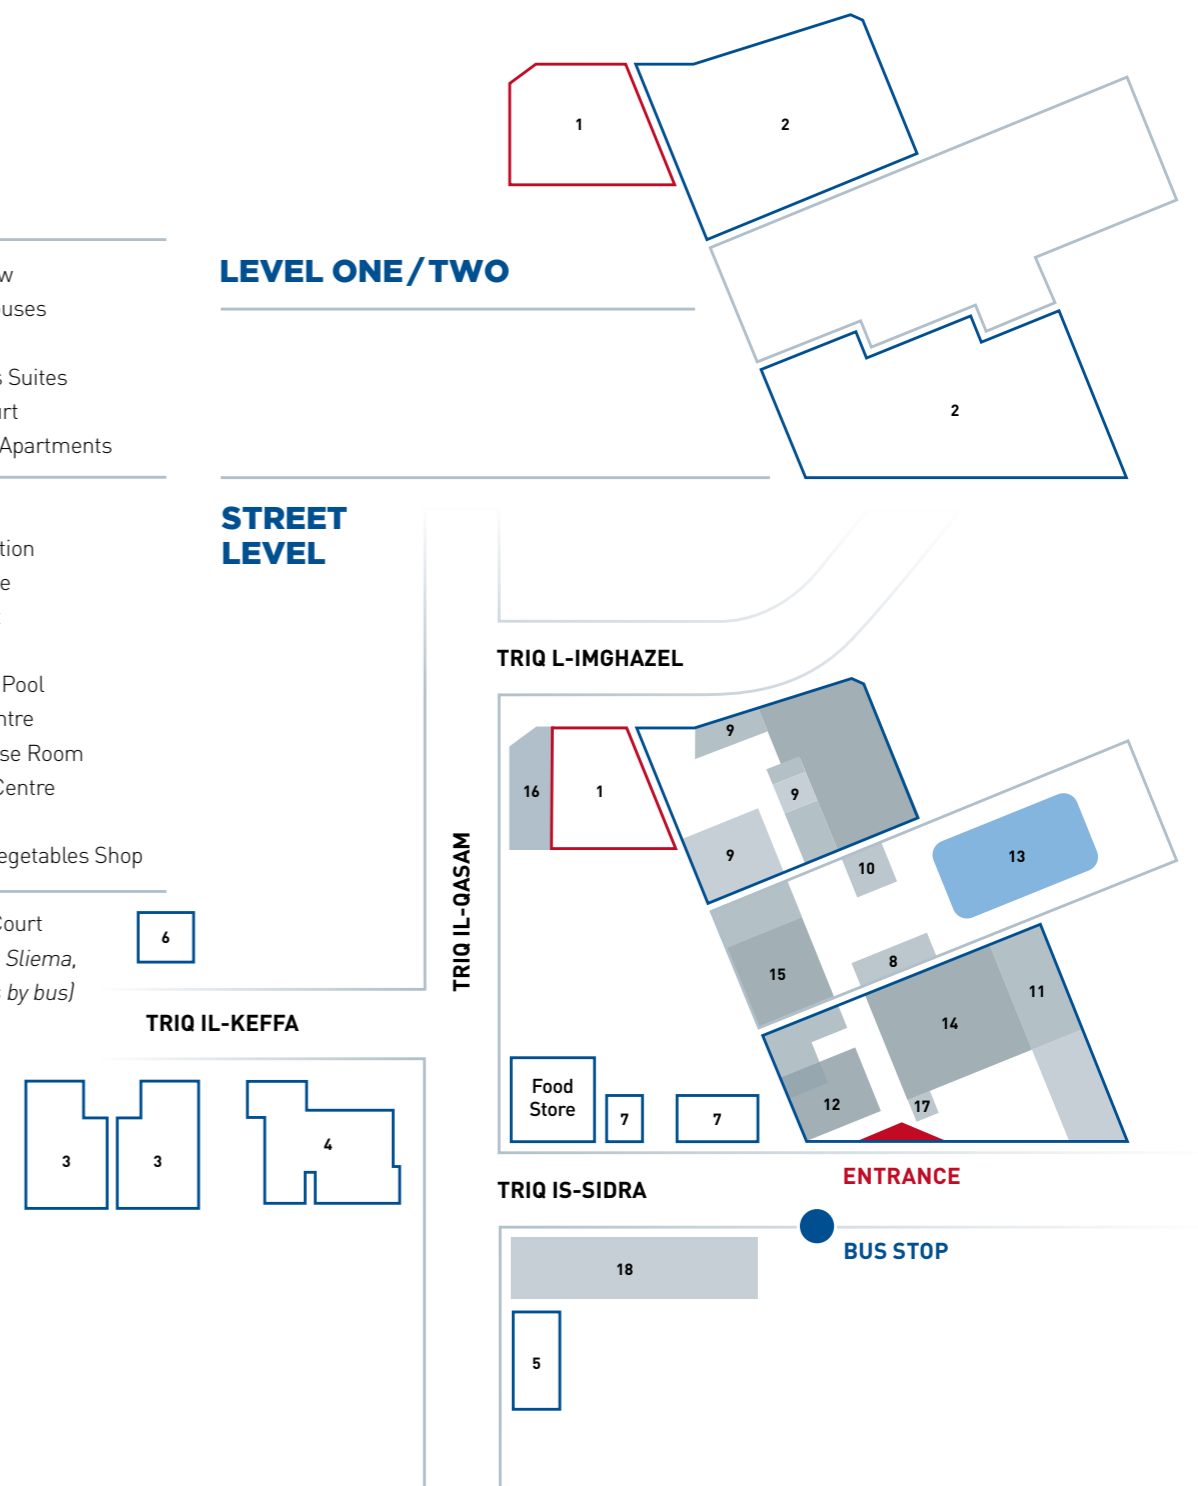 w
uses
s Suites
urt
Apartments
tion
e
t
Pool
ntre
se Room
Centre
egetables Shop
Court
Sliema,
s by bus)
LEVEL ONE/TWO
1
2
2
STREET
LEVEL
TRIQ L-IMGHAZEL
9
16
1
9
9
10
13
TRIQ IL-QASAM
15
8
11
14
6
TRIQ IL-KEFFA
Food
Store
7
7
12
17
3
3
4
ENTRANCE
TRIQ IS-SIDRA
BUS STOP
18
5